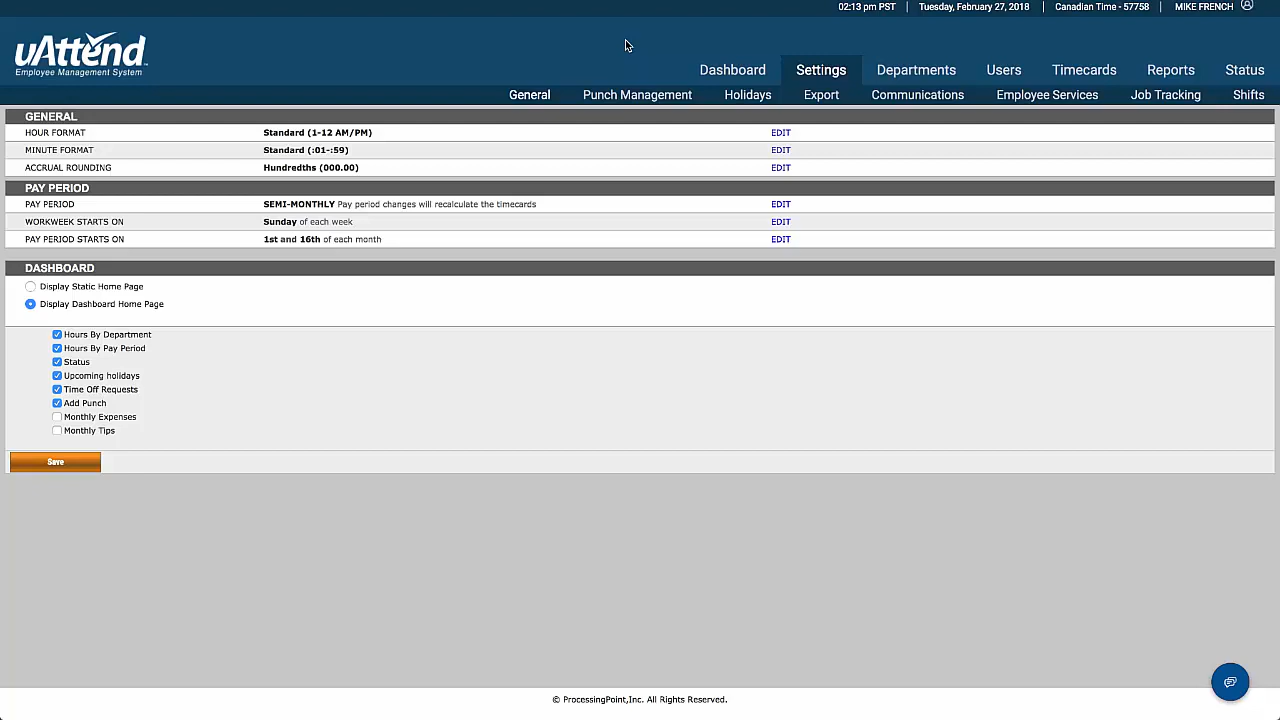 02:13 pm PST | Tuesday, February 27, 2018 | Canadian Time - 57758 | MIKE FRENCH
uAttend
Employee Management System
Dashboard Settings Departments Users Timecards Reports Status
General Punch Management Holidays Export Communications Employee Services Job Tracking Shifts
GENERAL
HOUR FORMAT Standard (1-12 AM/PM) EDIT
MINUTE FORMAT Standard (:01-:59) EDIT
ACCRUAL ROUNDING Hundredths (000.00) EDIT
PAY PERIOD
PAY PERIOD SEMI-MONTHLY Pay period changes will recalculate the timecards EDIT
WORKWEEK STARTS ON Sunday of each week EDIT
PAY PERIOD STARTS ON 1st and 16th of each month EDIT
DASHBOARD
Display Static Home Page
Display Dashboard Home Page
Hours By Department
Hours By Pay Period
Status
Upcoming holidays
Time Off Requests
Add Punch
Monthly Expenses
Monthly Tips
Save
© ProcessingPoint,Inc. All Rights Reserved.